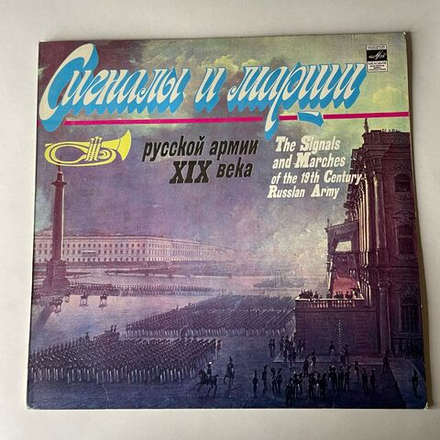 Сигналы и марши
русской армии
XIX века
The Signals
and Marches
of the 19th Century
Russian Army